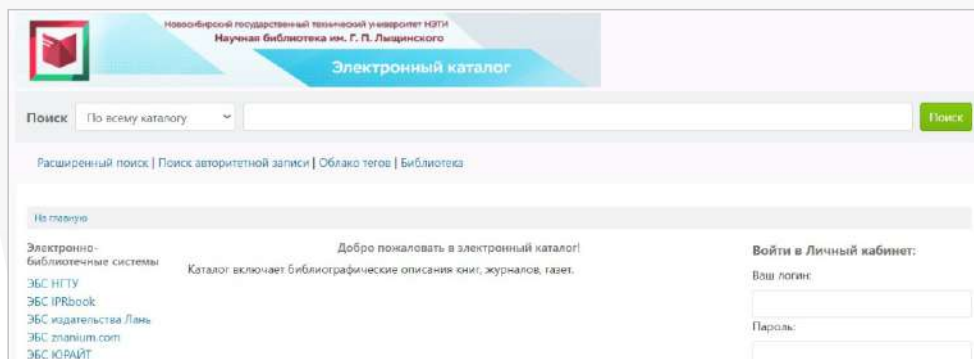 Новосибирский государственный технический университет НЭТИ
Научная библиотека им. Г. П. Лыщинского
Электронный каталог
Поиск По всему каталогу Поиск
Расширенный поиск | Поиск авторитетной записи | Облако тегов | Библиотека
На главную
Электронно-
библиотечные системы
ЭБС НГТУ
ЭБС IPRbook
ЭБС издательства Лань
ЭБС znanium.com
ЭБС ЮРАЙТ
Добро пожаловать в электронный каталог!
Каталог включает библиографические описания книг, журналов, газет.
Войти в Личный кабинет:
Ваш логин:
Пароль: